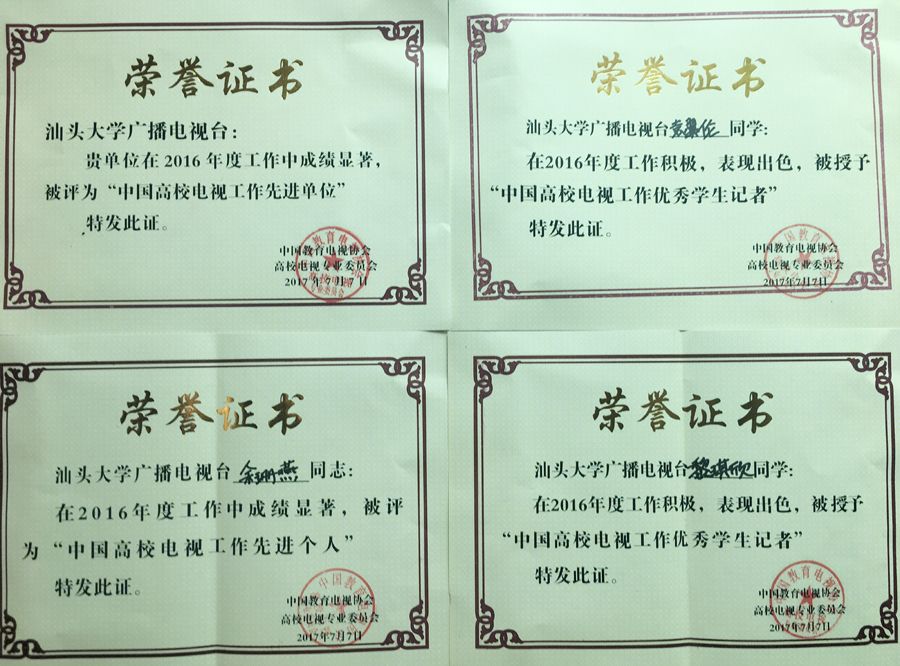 荣誉证书
汕头大学广播电视台：
贵单位在2016年度工作中成绩显著，
被评为“中国高校电视工作先进单位”
特发此证。
中国教育电视协会
高校电视专业委员会
2017年7月7日
荣誉证书
汕头大学广播电视台 同学：
在2016年度工作积极，表现出色，被授予
“中国高校电视工作优秀学生记者”
特发此证。
中国教育电视协会
高校电视专业委员会
2017年7月7日
荣誉证书
汕头大学广播电视台 余珊燕 同志：
在2016年度工作中成绩显著，被评
为“中国高校电视工作先进个人”
特发此证。
中国教育电视协会
高校电视专业委员会
2017年7月7日
荣誉证书
汕头大学广播电视台黎琪欣同学：
在2016年度工作积极，表现出色，被授予
“中国高校电视工作优秀学生记者”
特发此证。
中国教育电视协会
高校电视专业委员会
2017年7月7日